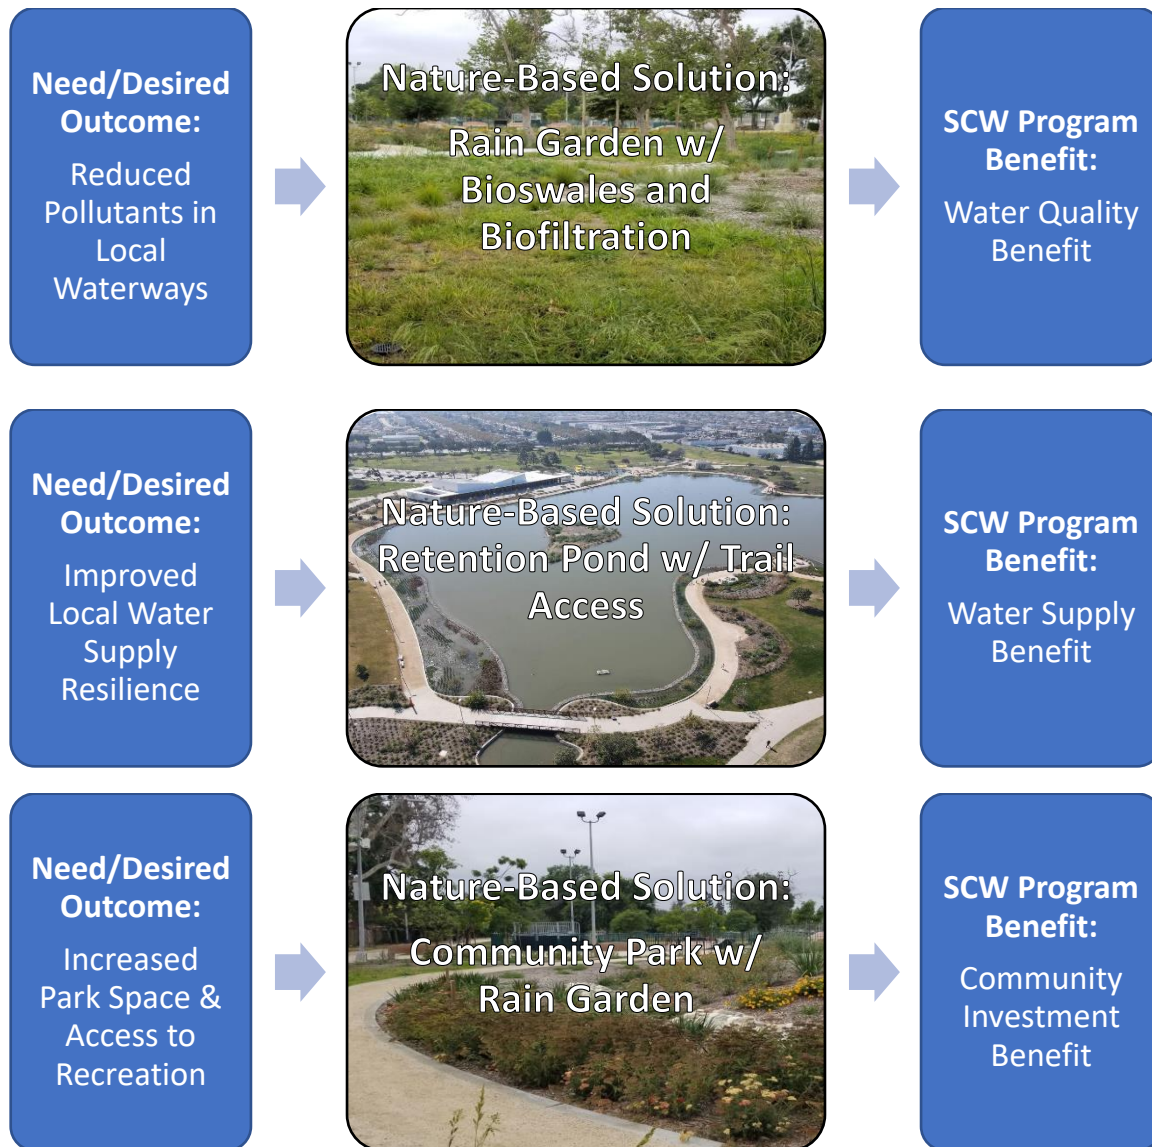 Need/Desired
Outcome:
Reduced
Pollutants in
Local
Waterways
Nature-Based Solution:
Rain Garden w/
Bioswales and
Biofiltration
SCW Program
Benefit:
Water Quality
Benefit
Need/Desired
Outcome:
Improved
Local Water
Supply
Resilience
Nature-Based Solution:
Retention Pond w/ Trail
Access
SCW Program
Benefit:
Water Supply
Benefit
Need/Desired
Outcome:
Increased
Park Space &
Access to
Recreation
Nature-Based Solution:
Community Park w/
Rain Garden
SCW Program
Benefit:
Community
Investment
Benefit